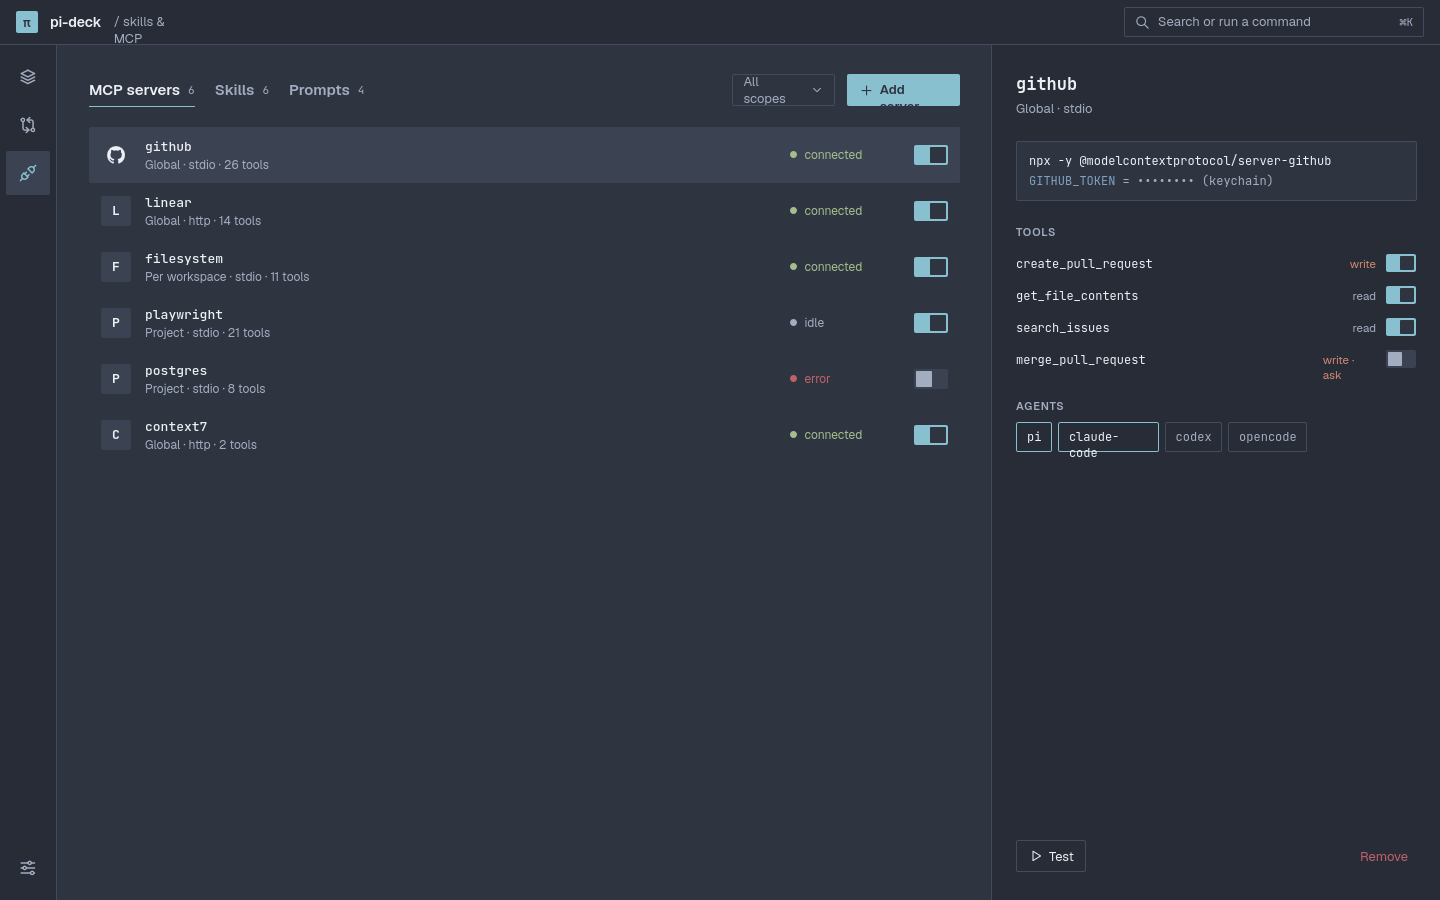 π pi-deck / skills &
MCP
Search or run a command ⌘K
MCP servers 6 Skills 6 Prompts 4
All
scopes
Add
github
Global · stdio · 26 tools
connected
L linear
Global · http · 14 tools
connected
F filesystem
Per workspace · stdio · 11 tools
connected
P playwright
Project · stdio · 21 tools
idle
P postgres
Project · stdio · 8 tools
error
C context7
Global · http · 2 tools
connected
github
Global · stdio
npx -y @modelcontextprotocol/server-github
GITHUB_TOKEN = •••••••• (keychain)
TOOLS
create_pull_request write
get_file_contents read
search_issues read
merge_pull_request write ·
ask
AGENTS
pi claude-
code
codex opencode
Test Remove